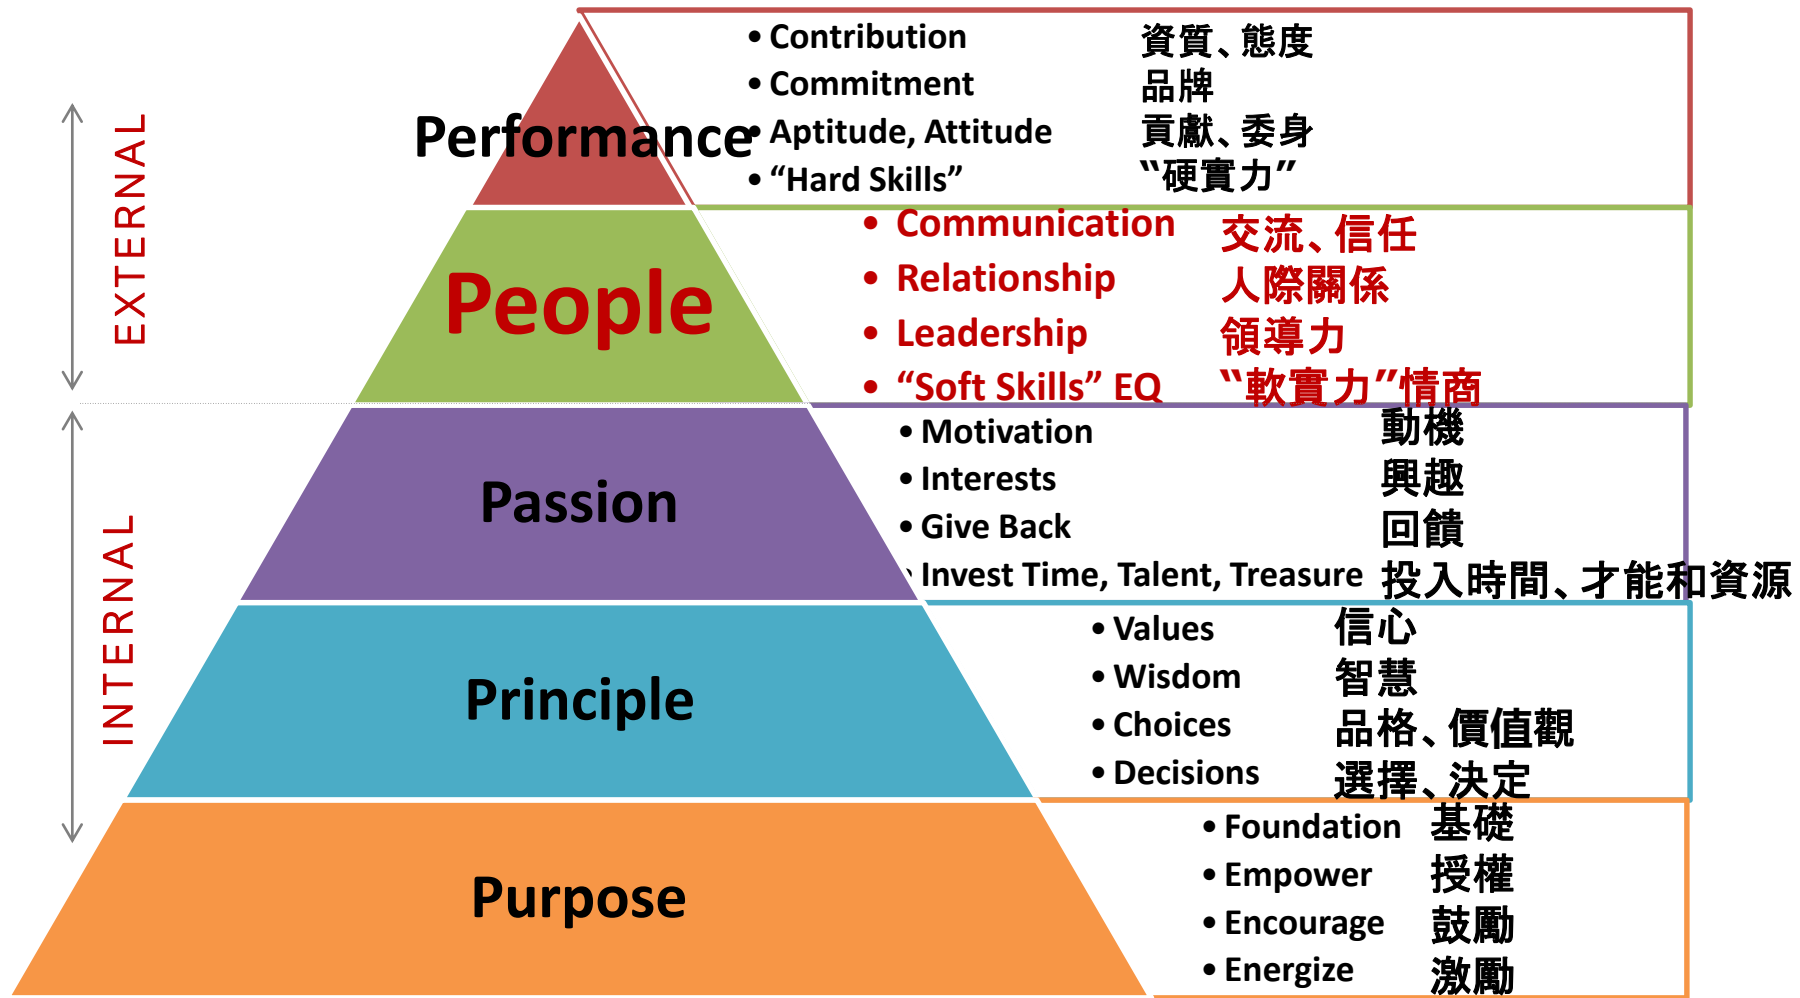 EXTERNAL
INTERNAL
Performance
• Contribution 資質、態度
• Commitment 品牌
• Aptitude, Attitude 貢獻、委身
• “Hard Skills” “硬實力”
People
• Communication 交流、信任
• Relationship 人際關係
• Leadership 領導力
• “Soft Skills” EQ “軟實力”情商
Passion
• Motivation 動機
• Interests 興趣
• Give Back 回饋
• Invest Time, Talent, Treasure 投入時間、才能和資源
Principle
• Values 信心
• Wisdom 智慧
• Choices 品格、價值觀
• Decisions 選擇、決定
Purpose
• Foundation 基礎
• Empower 授權
• Encourage 鼓勵
• Energize 激勵